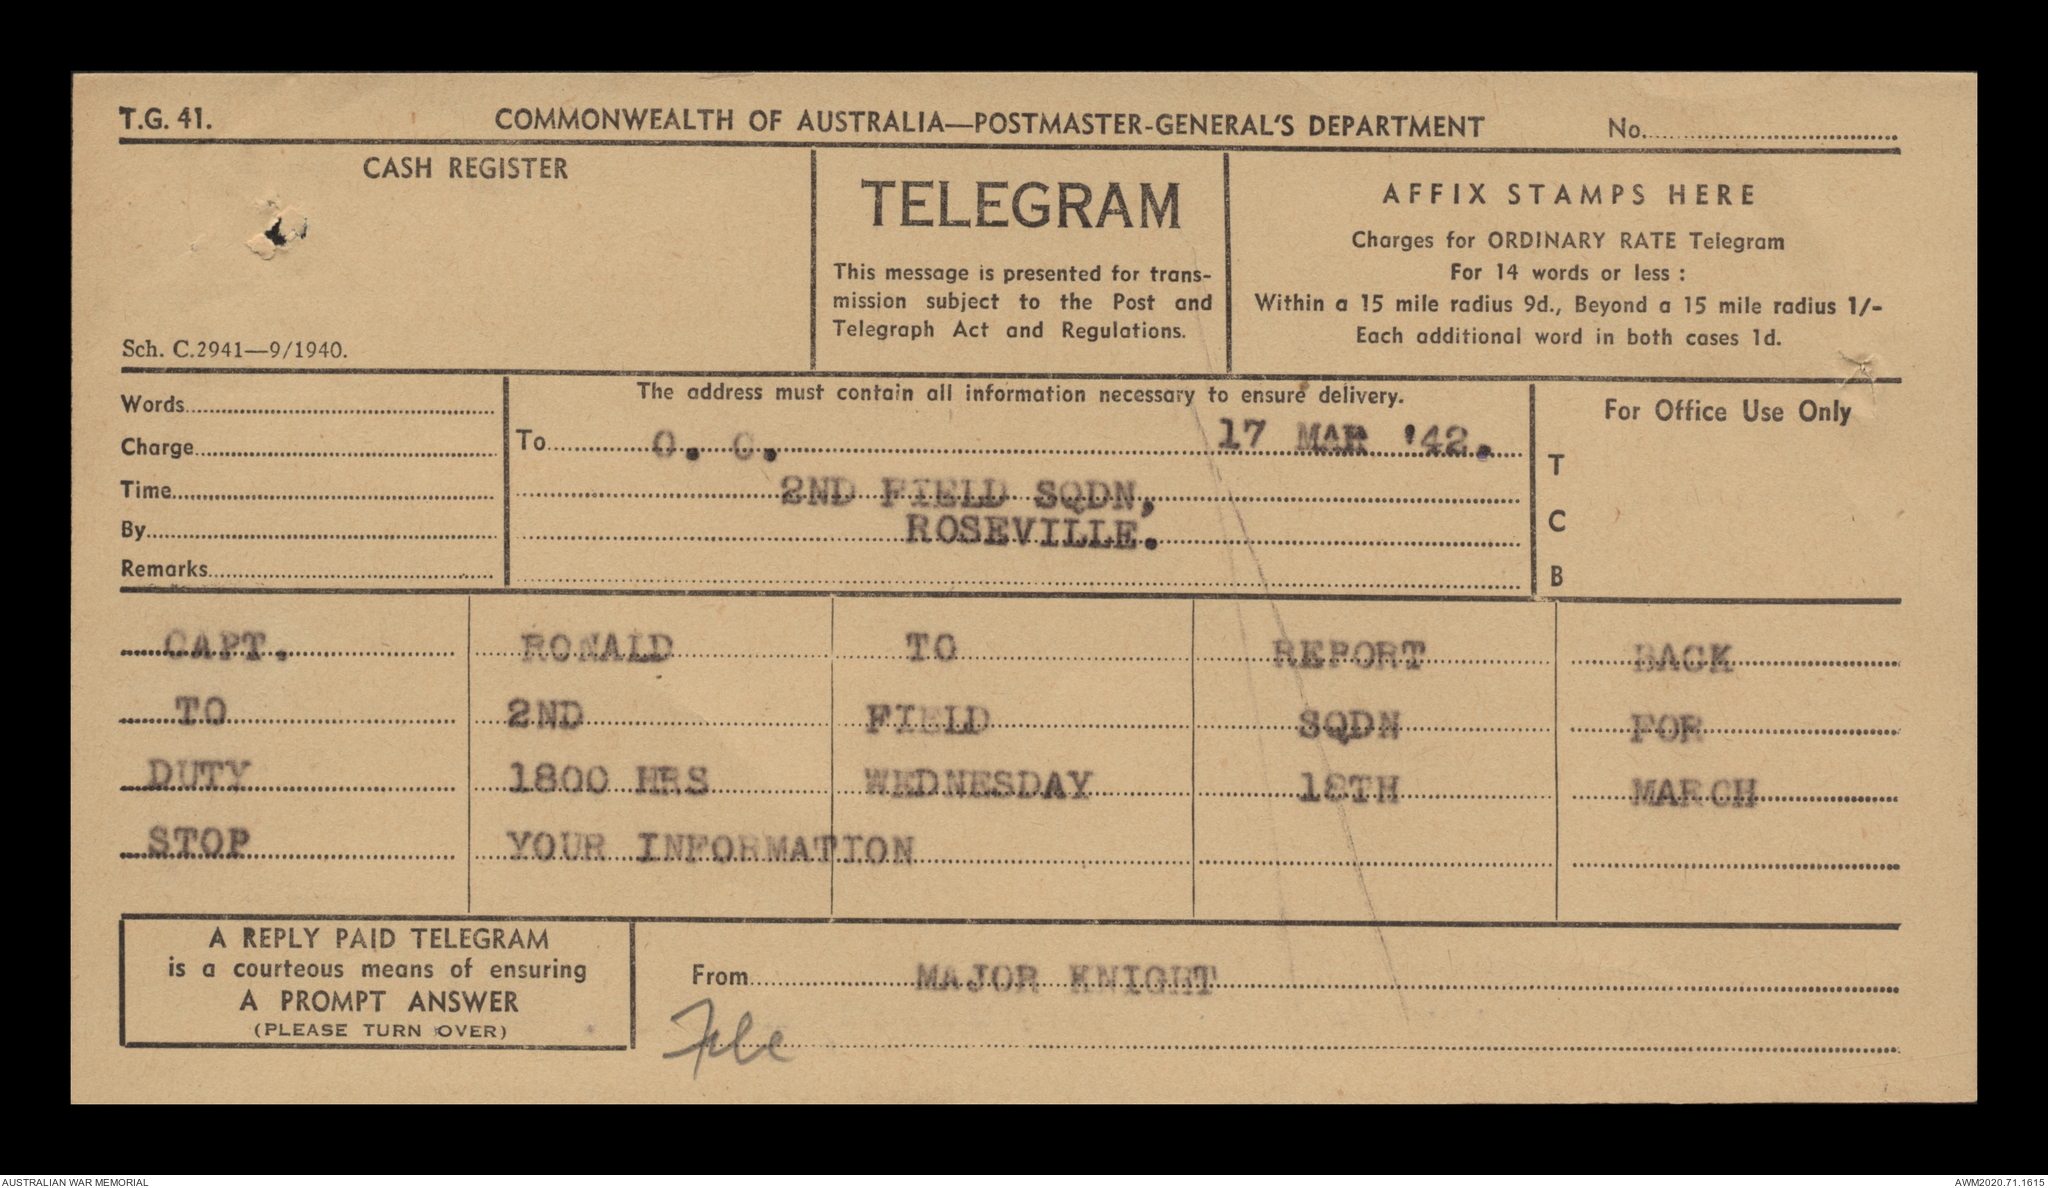 T.G. 41. COMMONWEALTH OF AUSTRALIA—POSTMASTER-GENERAL'S DEPARTMENT No.
CASH REGISTER
Sch. C.2941—9/1940.
TELEGRAM
This message is presented for trans-
mission subject to the Post and
Telegraph Act and Regulations.
AFFIX STAMPS HERE
Charges for ORDINARY RATE Telegram
For 14 words or less :
Within a 15 mile radius 9d., Beyond a 15 mile radius 1/-
Each additional word in both cases 1d.
Words
Charge
Time
By
Remarks
The address must contain all information necessary to ensure delivery.
To O. C. 17 MAR '42.
2ND FIELD SQDN,
ROSEVILLE.
For Office Use Only
T
C
B
CAPT. RONALD TO REPORT BACK
TO 2ND FIELD SQDN FOR
DUTY 1800 HRS WEDNESDAY 18TH MARCH
STOP YOUR INFORMATION
A REPLY PAID TELEGRAM
is a courteous means of ensuring
A PROMPT ANSWER
(PLEASE TURN OVER)
From MAJOR KNIGHT
File
AUSTRALIAN WAR MEMORIAL AWM2020.71.1615